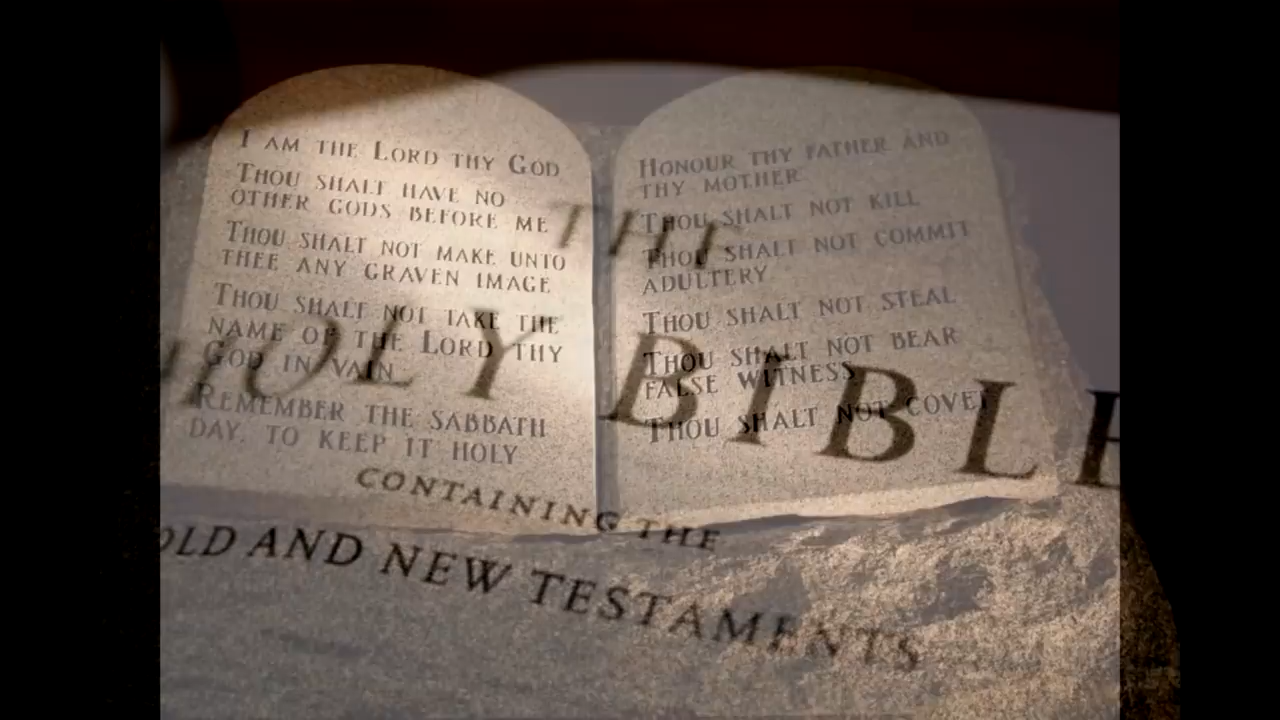 I AM THE LORD THY GOD
THOU SHALT HAVE NO
OTHER GODS BEFORE ME
THOU SHALT NOT MAKE UNTO
THEE ANY GRAVEN IMAGE
THOU SHALT NOT TAKE THE
NAME OF THE LORD THY
GOD IN VAIN
REMEMBER THE SABBATH
DAY, TO KEEP IT HOLY
HONOUR THY FATHER AND
THY MOTHER
THOU SHALT NOT KILL
THOU SHALT NOT COMMIT
ADULTERY
THOU SHALT NOT STEAL
THOU SHALT NOT BEAR
FALSE WITNESS
THOU SHALT NOT COVET
THE
HOLY BIBLE
CONTAINING THE
OLD AND NEW TESTAMENTS